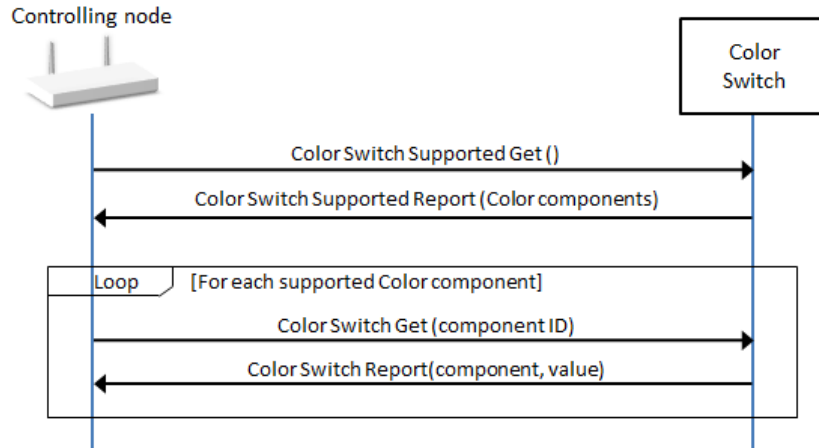 Controlling node
Color
Switch
Color Switch Supported Get ()
Color Switch Supported Report (Color components)
Loop [For each supported Color component]
Color Switch Get (component ID)
Color Switch Report(component, value)